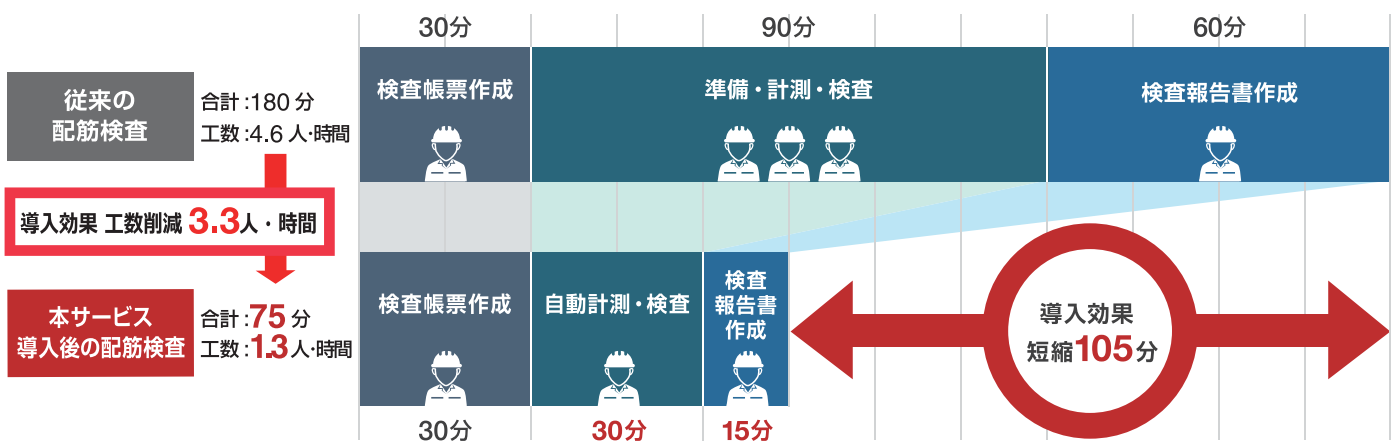 30分
90分
60分
従来の
配筋検査
合計:180分
工数:4.6人・時間
検査帳票作成
準備・計測・検査
検査報告書作成
導入効果 工数削減 3.3人・時間
本サービス
導入後の配筋検査
合計:75分
工数:1.3人・時間
検査帳票作成
自動計測・検査
検査
報告書
作成
導入効果
短縮105分
30分
30分
15分